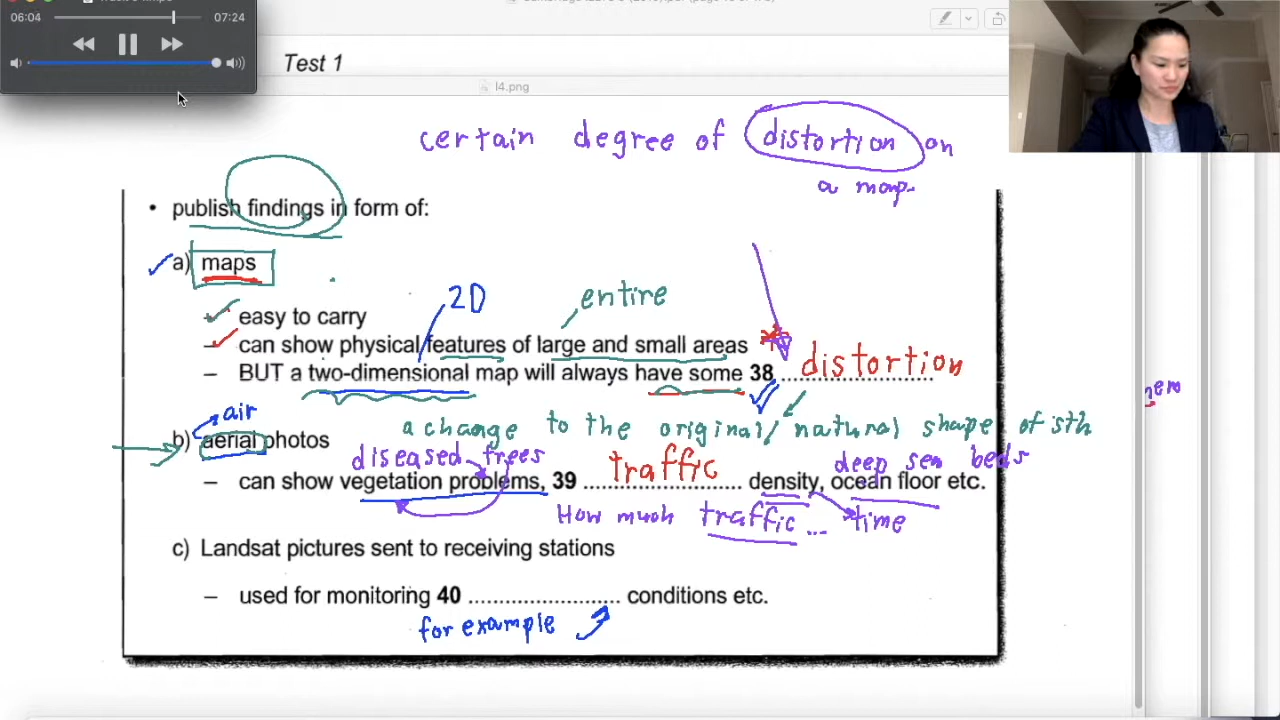 06:04 07:24
Test 1
l4.png
certain degree of distortion on
a map
• publish findings in form of:
a) maps
2D entire
easy to carry
can show physical features of large and small areas
– BUT a two-dimensional map will always have some 38 .................... distortion
air
b) aerial photos
a change to the original/natural shape of sth
diseased trees traffic deep sea beds
– can show vegetation problems, 39 ........................ density, ocean floor etc.
How much traffic ... time
c) Landsat pictures sent to receiving stations
– used for monitoring 40 ....................... conditions etc.
for example